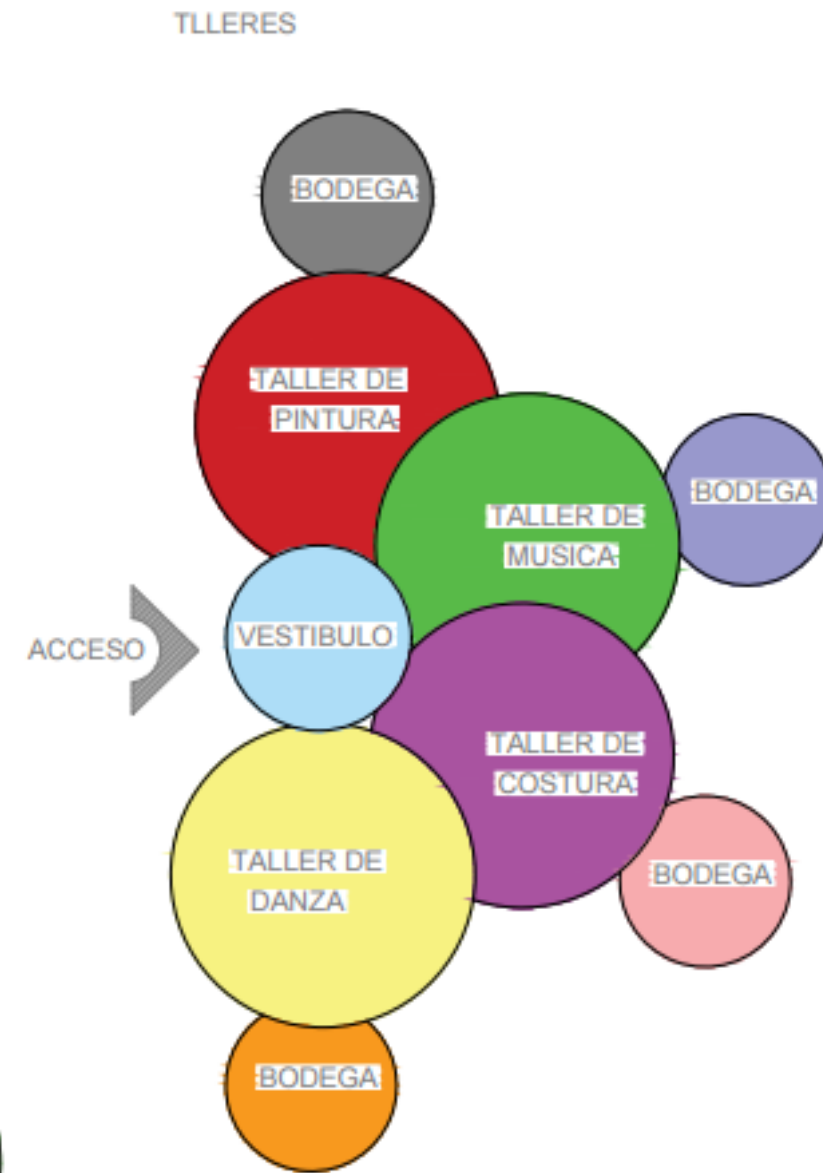 TLLERES
BODEGA
TALLER DE
PINTURA
TALLER DE
MUSICA
BODEGA
ACCESO
VESTIBULO
TALLER DE
COSTURA
TALLER DE
DANZA
BODEGA
BODEGA